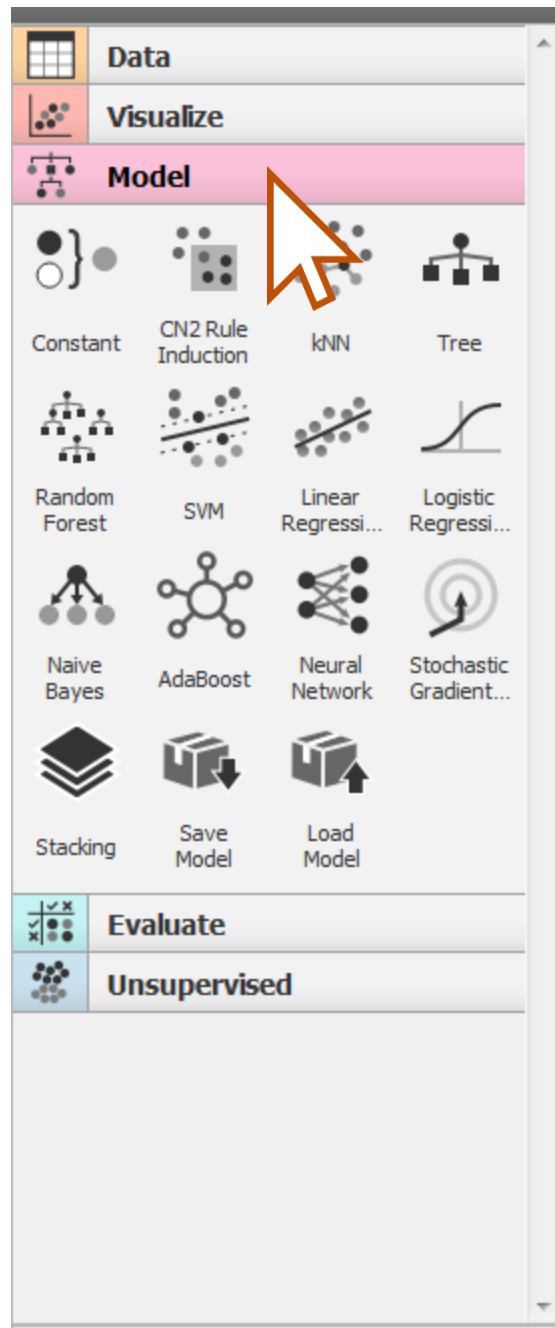 Data
Visualize
Model
Constant
CN2 Rule
Induction
kNN
Tree
Random
Forest
SVM
Linear
Regressi...
Logistic
Regressi...
Naive
Bayes
AdaBoost
Neural
Network
Stochastic
Gradient...
Stacking
Save
Model
Load
Model
Evaluate
Unsupervised